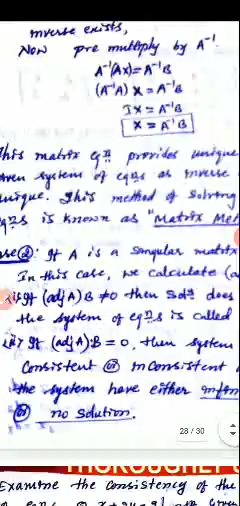 inverse exists,
Now pre multiply by A⁻¹.
A⁻¹(AX) = A⁻¹B
(A⁻¹A) X = A⁻¹B
IX = A⁻¹B
X = A⁻¹B
This matrix eqⁿ provides unique
given system of eqns as inverse
unique. This method of solving
eqns is known as "Matrix Met
ase②: If A is a singular matrix
In this case, we calculate (a
If (adj A) B ≠ 0 then Solⁿ does
the system of eqns is called
If (adj A)·B = 0, then system
Consistent or Inconsistent
the system have either infin
or no solution.
28 / 30
THOROUGHLY
Examine the Consistency of the